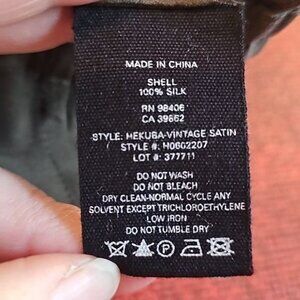 MADE IN CHINA
SHELL
100% SILK
RN 98406
CA 39862
STYLE: HEKUBA-VINTAGE SATIN
STYLE #: H0602207
LOT #: 377711
DO NOT WASH
DO NOT BLEACH
DRY CLEAN-NORMAL CYCLE ANY
SOLVENT EXCEPT TRICHLOROETHYLENE
LOW IRON
DO NOT TUMBLE DRY